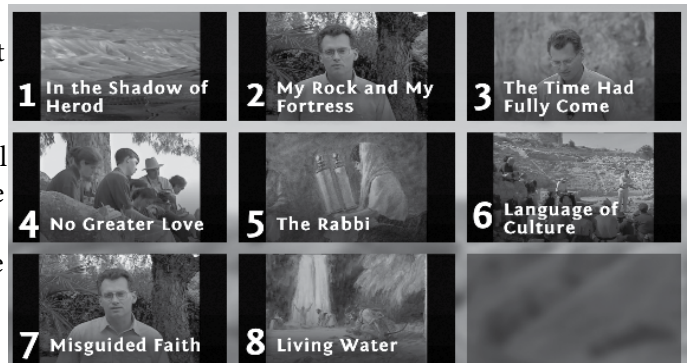 1 In the Shadow of
Herod
2 My Rock and My
Fortress
3 The Time Had
Fully Come
4 No Greater Love
5 The Rabbi
6 Language of
Culture
7 Misguided Faith
8 Living Water